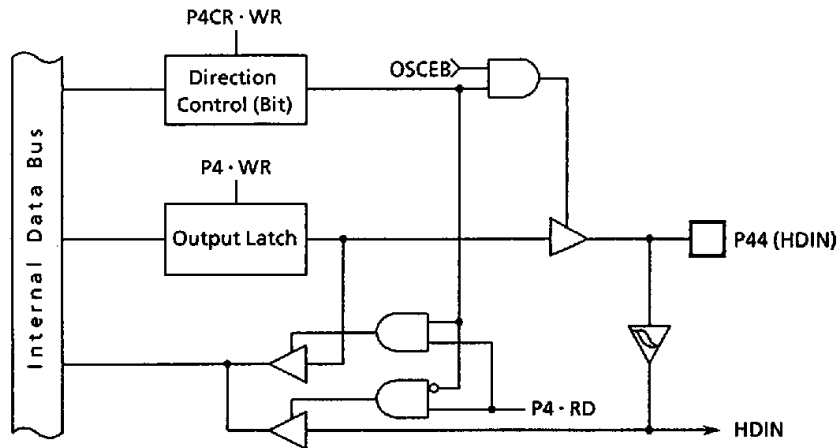 P4CR · WR
Direction
Control (Bit)
OSCEB
P4 · WR
Output Latch
P44 (HDIN)
Internal Data Bus
P4 · RD
HDIN